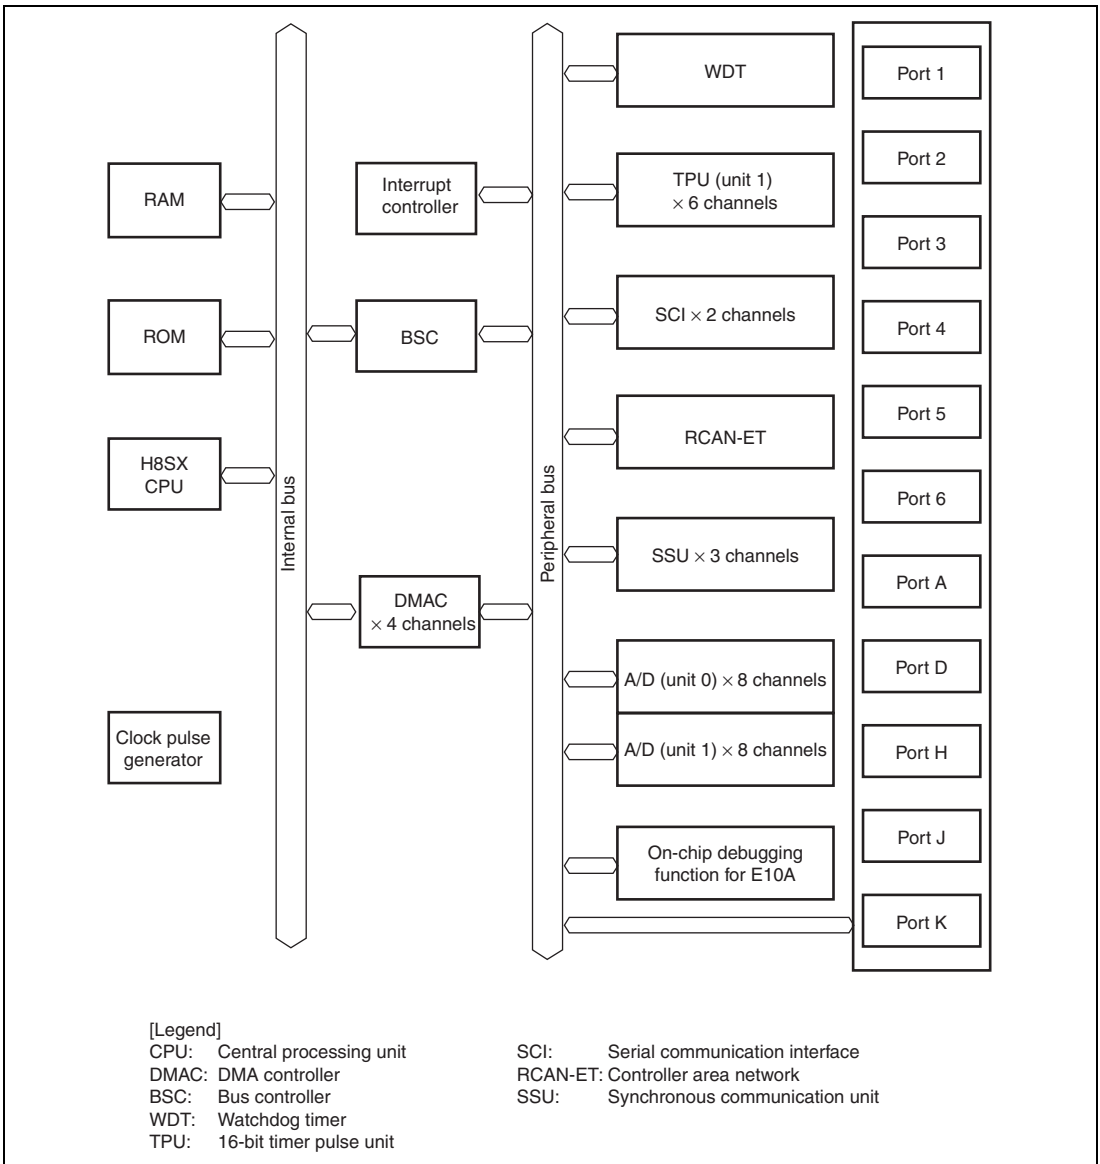 RAM
ROM
H8SX
CPU
Clock pulse
generator
Internal bus
Interrupt
controller
BSC
DMAC
× 4 channels
Peripheral bus
WDT
TPU (unit 1)
× 6 channels
SCI × 2 channels
RCAN-ET
SSU × 3 channels
A/D (unit 0) × 8 channels
A/D (unit 1) × 8 channels
On-chip debugging
function for E10A
Port 1
Port 2
Port 3
Port 4
Port 5
Port 6
Port A
Port D
Port H
Port J
Port K
[Legend]
CPU: Central processing unit
DMAC: DMA controller
BSC: Bus controller
WDT: Watchdog timer
TPU: 16-bit timer pulse unit
SCI: Serial communication interface
RCAN-ET: Controller area network
SSU: Synchronous communication unit